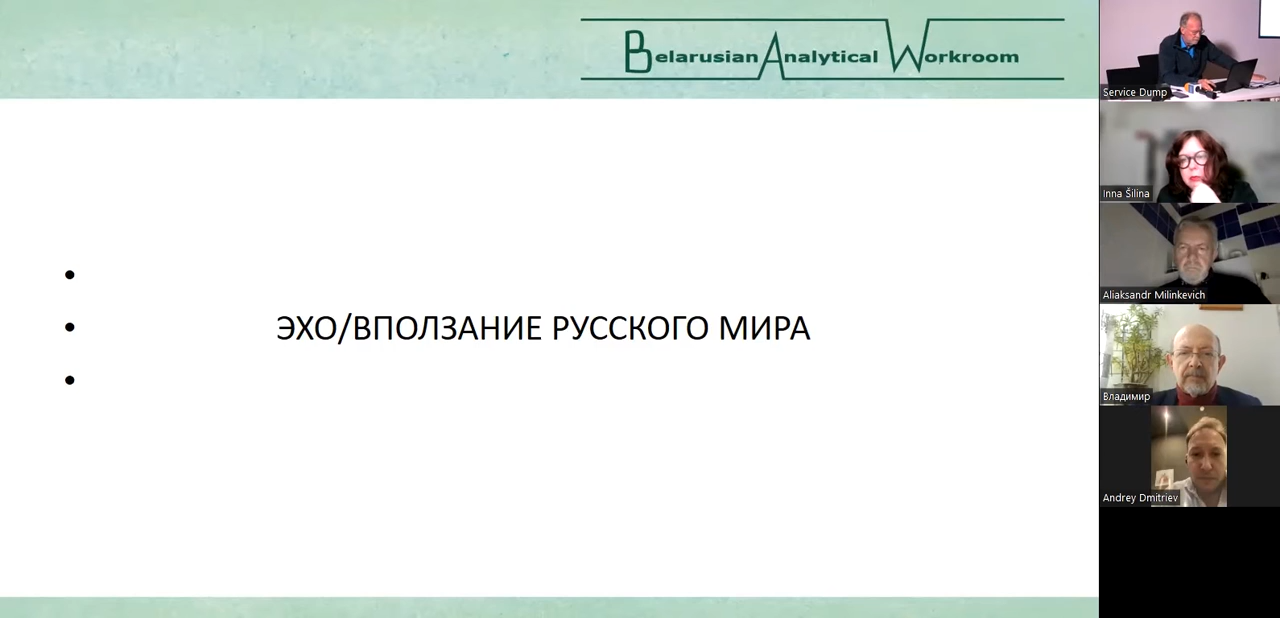 Belarusian Analytical Workroom
ЭХО/ВПОЛЗАНИЕ РУССКОГО МИРА
Service Dump
Inna Šilina
Aliaksandr Milinkevich
Владимир
Andrey Dmitriev